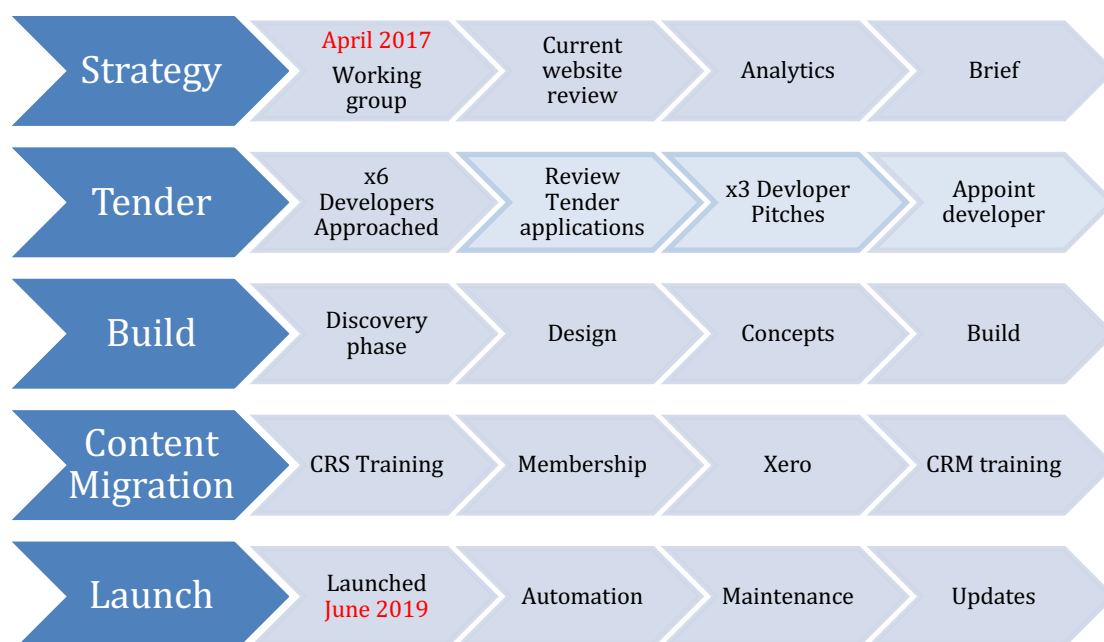 Strategy
April 2017
Working
group
Current
website
review
Analytics
Brief
Tender
x6
Developers
Approached
Review
Tender
applications
x3 Devloper
Pitches
Appoint
developer
Build
Discovery
phase
Design
Concepts
Build
Content
Migration
CRS Training
Membership
Xero
CRM training
Launch
Launched
June 2019
Automation
Maintenance
Updates